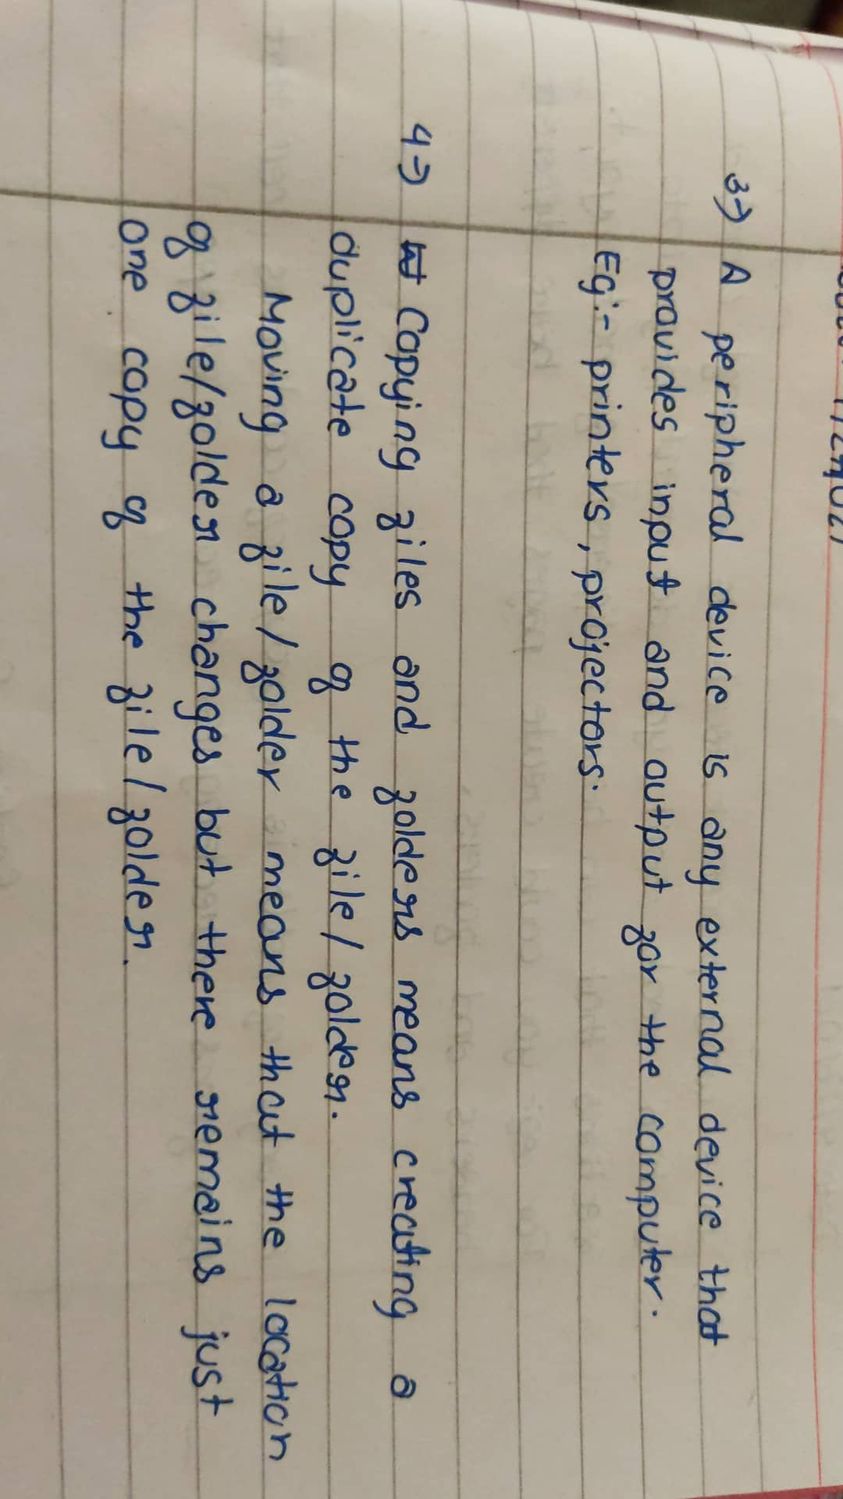 3→ A peripheral device is any external device that
provides input and output for the computer.
Eg:- printers, projectors.
4→ Copying files and folders means creating a
duplicate copy of the file/folder.
Moving a file/folder means that the location
of file/folder changes but there remains just
one copy of the file/folder.